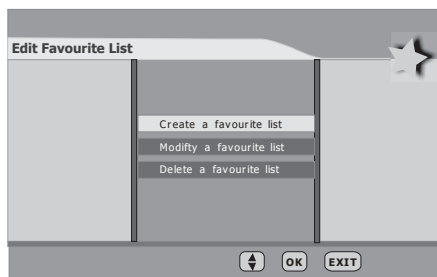 Edit Favourite List
Create a favourite list
Modifty a favourite list
Delete a favourite list
OK EXIT